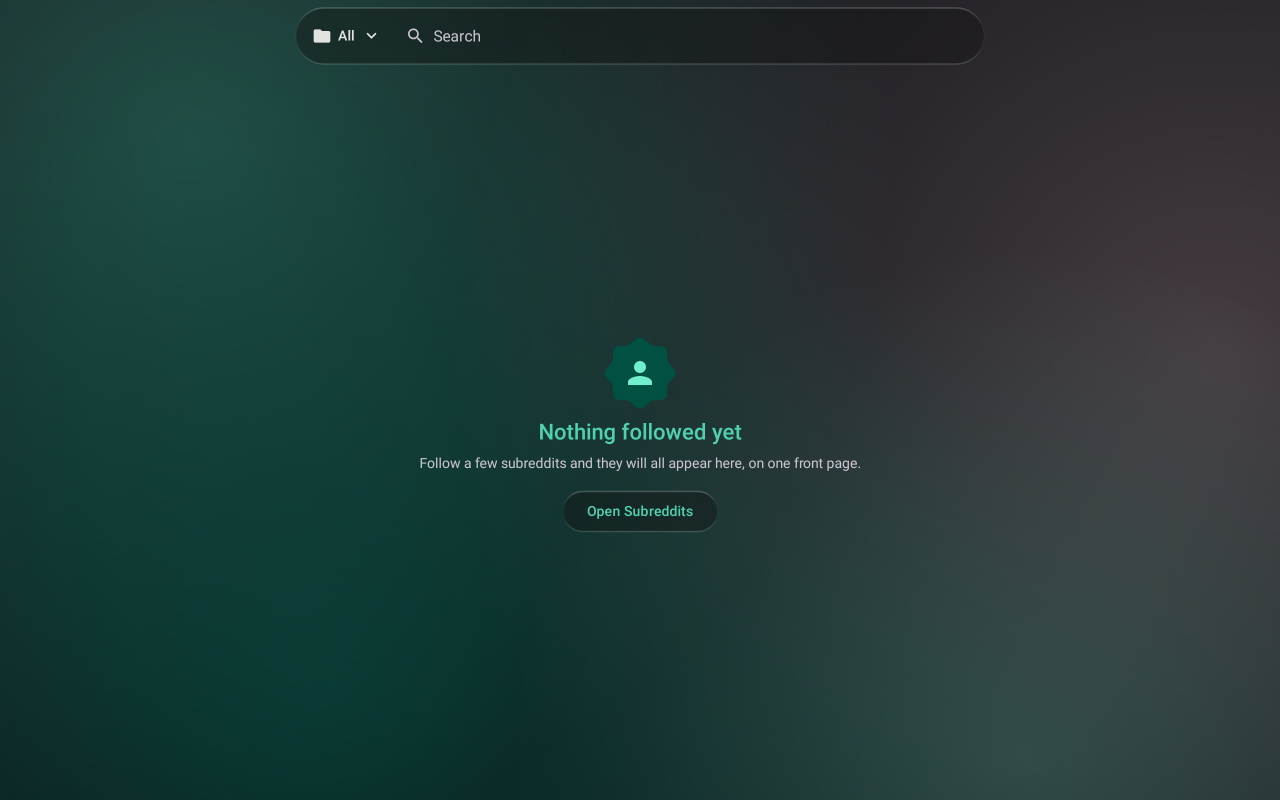 All
Search
Nothing followed yet
Follow a few subreddits and they will all appear here, on one front page.
Open Subreddits